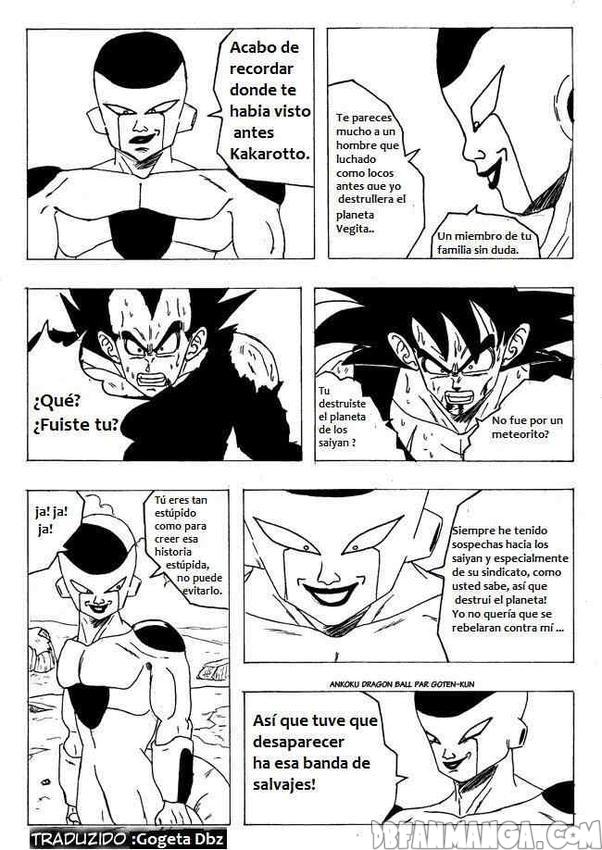 Acabo de
recordar
donde te
habia visto
antes
Kakarotto.
Te pareces
mucho a un
hombre que
luchado
como locos
antes que yo
destrullera el
planeta
Vegita..
Un miembro de tu
familia sin duda.
¿Qué?
¿Fuiste tu?
Tu
destruiste el
planeta de
los
saiyan ?
No fue por un
meteorito?
ja! ja!
ja!
Tú eres tan
estúpido
como para
creer esa
historia
estúpida,
no puede
evitarlo.
Siempre he tenido
sospechas hacia los
saiyan y especialmente
de su sindicato, como
usted sabe, así que
destrui el planeta!
Yo no quería que se
rebelaran contra mí ...
ANKOKU DRAGON BALL PAR GOTEN-KUN
Así que tuve que
desaparecer
ha esa banda de
salvajes!
TRADUZIDO :Gogeta Dbz
DBFANMANGA.COM